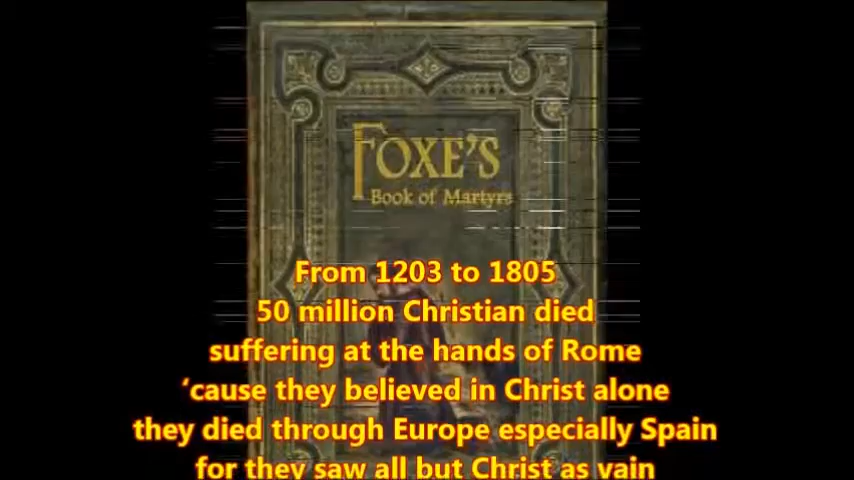 FOXE'S
Book of Martyrs
From 1203 to 1805
50 million Christian died
suffering at the hands of Rome
‘cause they believed in Christ alone
they died through Europe especially Spain
for they saw all but Christ as vain